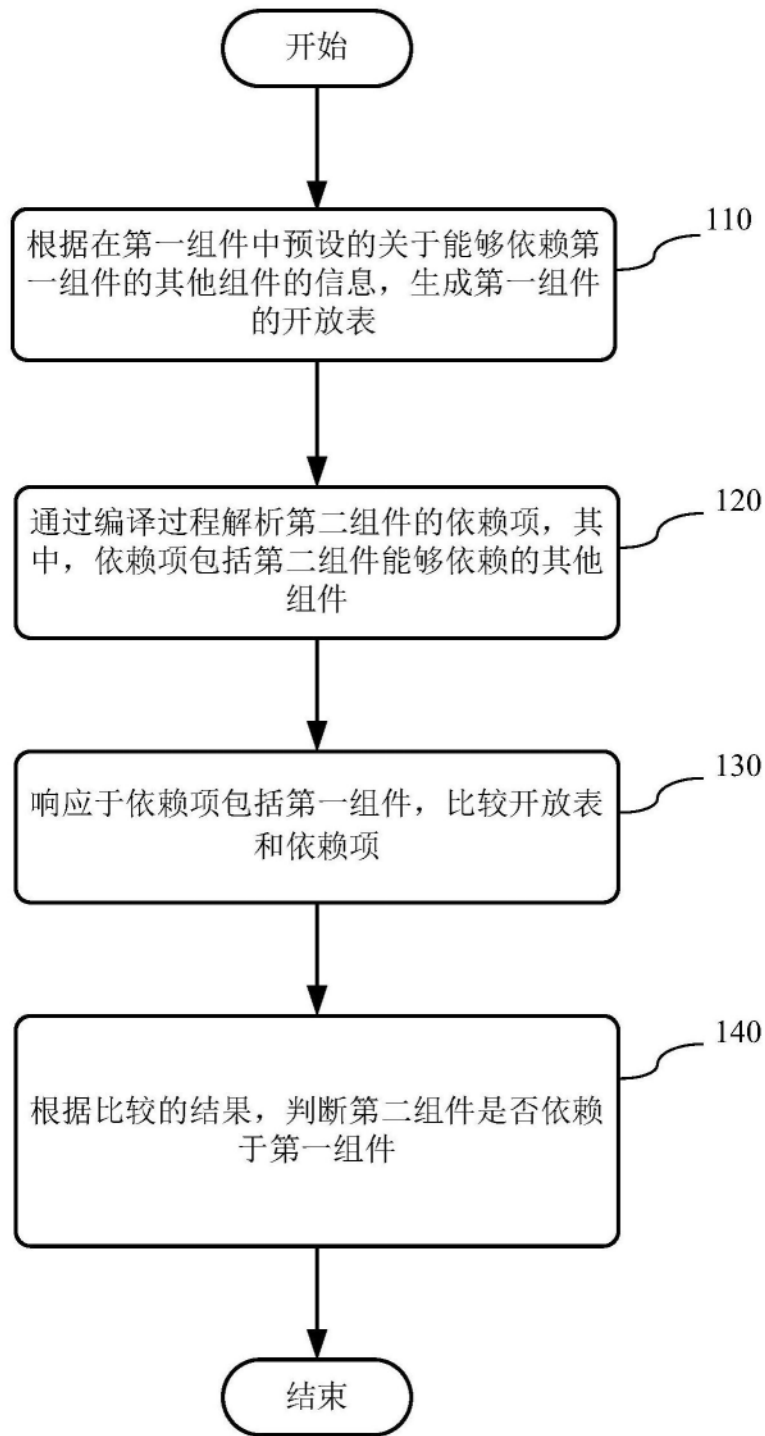 开始
根据在第一组件中预设的关于能够依赖第
一组件的其他组件的信息，生成第一组件
的开放表
110
通过编译过程解析第二组件的依赖项，其
中，依赖项包括第二组件能够依赖的其他
组件
120
响应于依赖项包括第一组件，比较开放表
和依赖项
130
根据比较的结果，判断第二组件是否依赖
于第一组件
140
结束